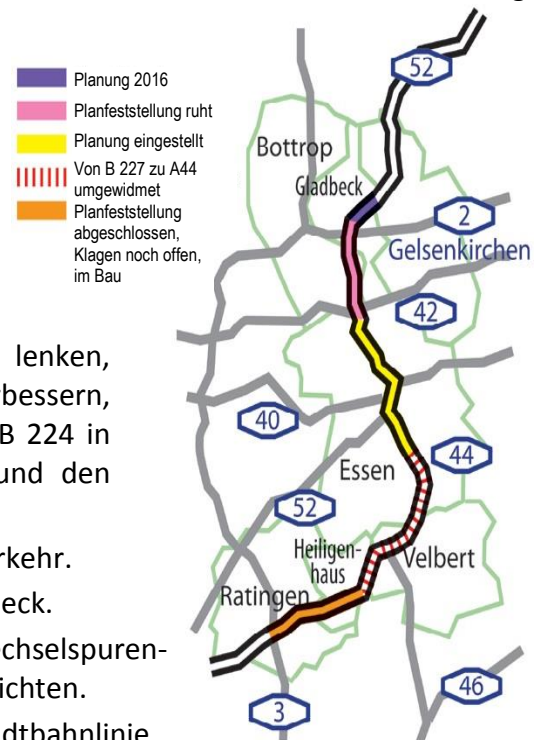 52
Planung 2016
Planfeststellung ruht
Planung eingestellt
Von B 227 zu A44
umgewidmet
Planfeststellung
abgeschlossen,
Klagen noch offen,
im Bau
Bottrop
Gladbeck
2
Gelsenkirchen
42
40
44
Essen
52
Heiligen-
haus
Velbert
Ratingen
46
3
lenken,
bessern,
B 224 in
und den
rkehr.
eck.
echselspuren-
ichten.
dtbahnlinie